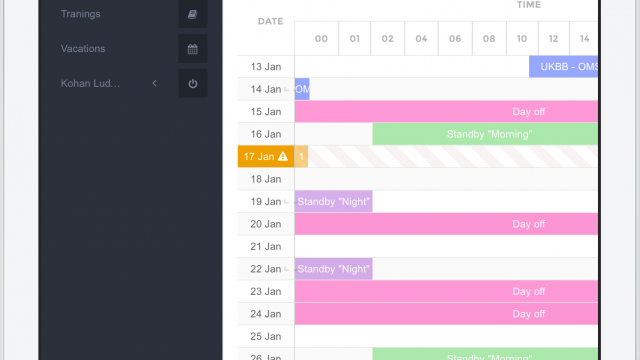 Tranings
Vacations
Kohan Lud...
TIME
DATE
00 01 02 04 06 08 10 12 14
13 Jan UKBB - OMS
14 Jan OM
15 Jan Day off
16 Jan Standby "Morning"
17 Jan 1
18 Jan
19 Jan Standby "Night"
20 Jan Day off
21 Jan
22 Jan Standby "Night"
23 Jan Day off
24 Jan Day off
25 Jan
26 Jan Standby "Morning"